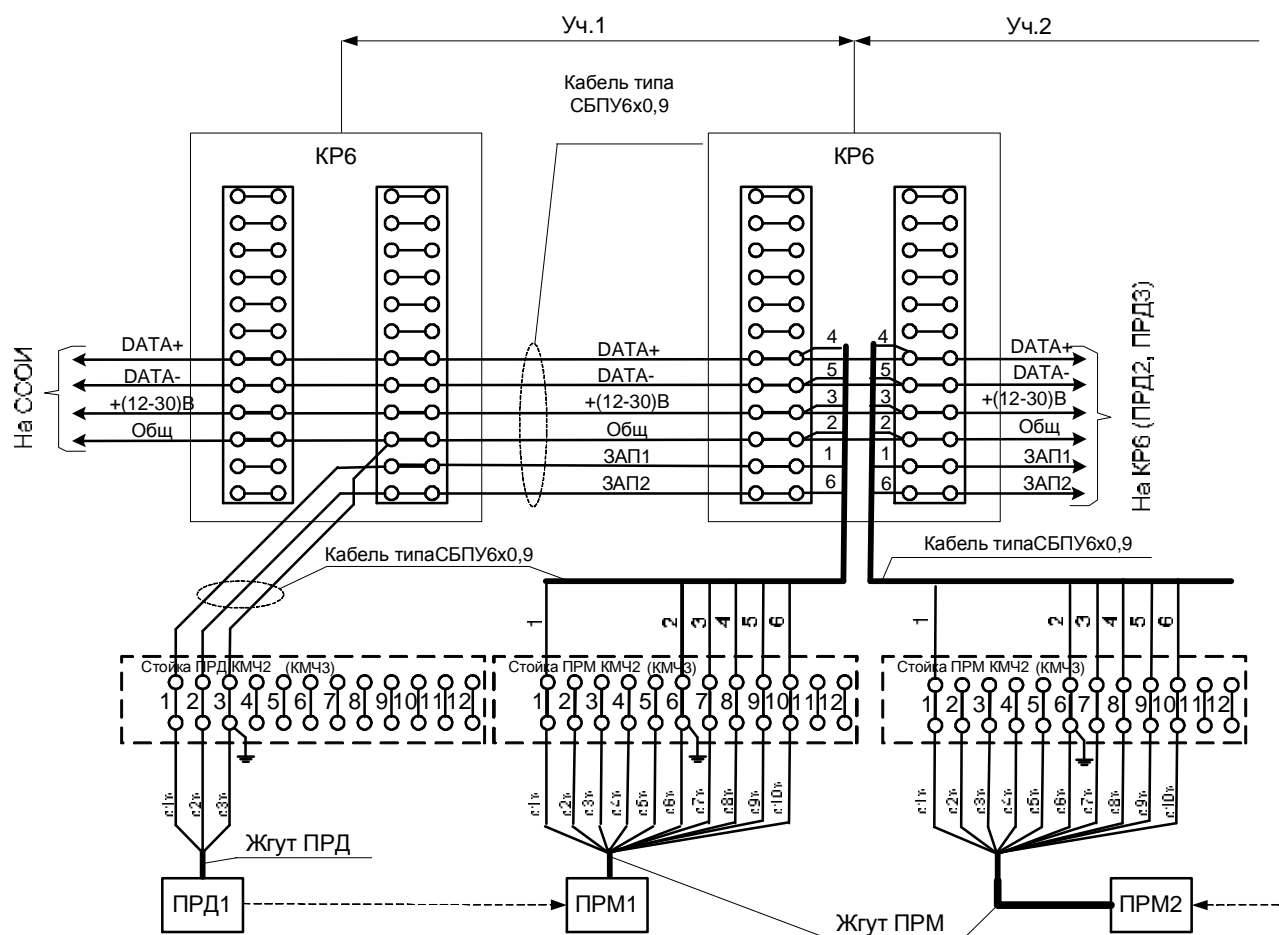 Уч.1
Уч.2
Кабель типа
СБПУ6х0,9
КР6
КР6
На ССОИ
DATA+
DATA-
+(12-30)В
Общ
DATA+
DATA-
+(12-30)В
Общ
ЗАП1
ЗАП2
4
5
3
2
1
6
4
5
3
2
1
6
DATA+
DATA-
+(12-30)В
Общ
ЗАП1
ЗАП2
На КР6 (ПРД2, ПРД3)
Кабель типаСБПУ6х0,9
Кабель типаСБПУ6х0,9
1 2 3 4 5 6
1 2 3 4 5 6
Стойка ПРД КМЧ2 (КМЧ3)
1 2 3 4 5 6 7 8 9 10 11 12
Стойка ПРМ КМЧ2 (КМЧ3)
1 2 3 4 5 6 7 8 9 10 11 12
Стойка ПРМ КМЧ2 (КМЧ3)
1 2 3 4 5 6 7 8 9 10 11 12
Жгут ПРД
ПРД1
ПРМ1
Жгут ПРМ
ПРМ2